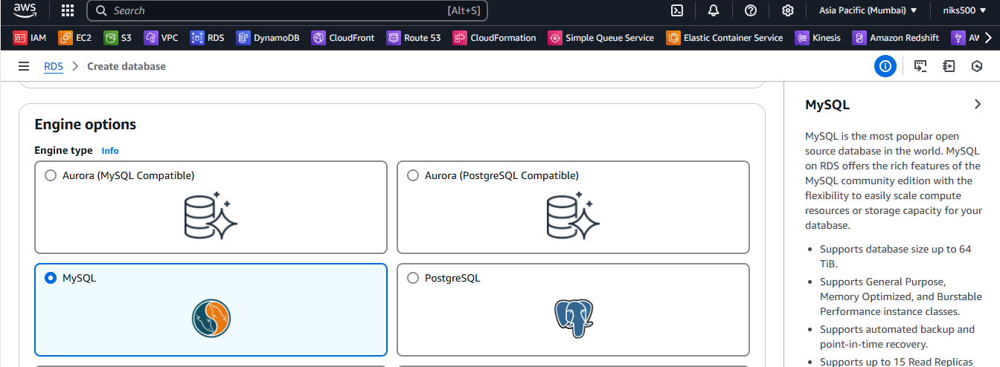 aws
Search [Alt+S] Asia Pacific (Mumbai) niks500
IAM EC2 S3 VPC RDS DynamoDB CloudFront Route 53 CloudFormation Simple Queue Service Elastic Container Service Kinesis Amazon Redshift AW
RDS > Create database
Engine options
Engine type Info
Aurora (MySQL Compatible)
Aurora (PostgreSQL Compatible)
MySQL
PostgreSQL
MySQL
MySQL is the most popular open
source database in the world. MySQL
on RDS offers the rich features of the
MySQL community edition with the
flexibility to easily scale compute
resources or storage capacity for your
database.
• Supports database size up to 64
TiB.
• Supports General Purpose,
Memory Optimized, and Burstable
Performance instance classes.
• Supports automated backup and
point-in-time recovery.
• Supports up to 15 Read Replicas